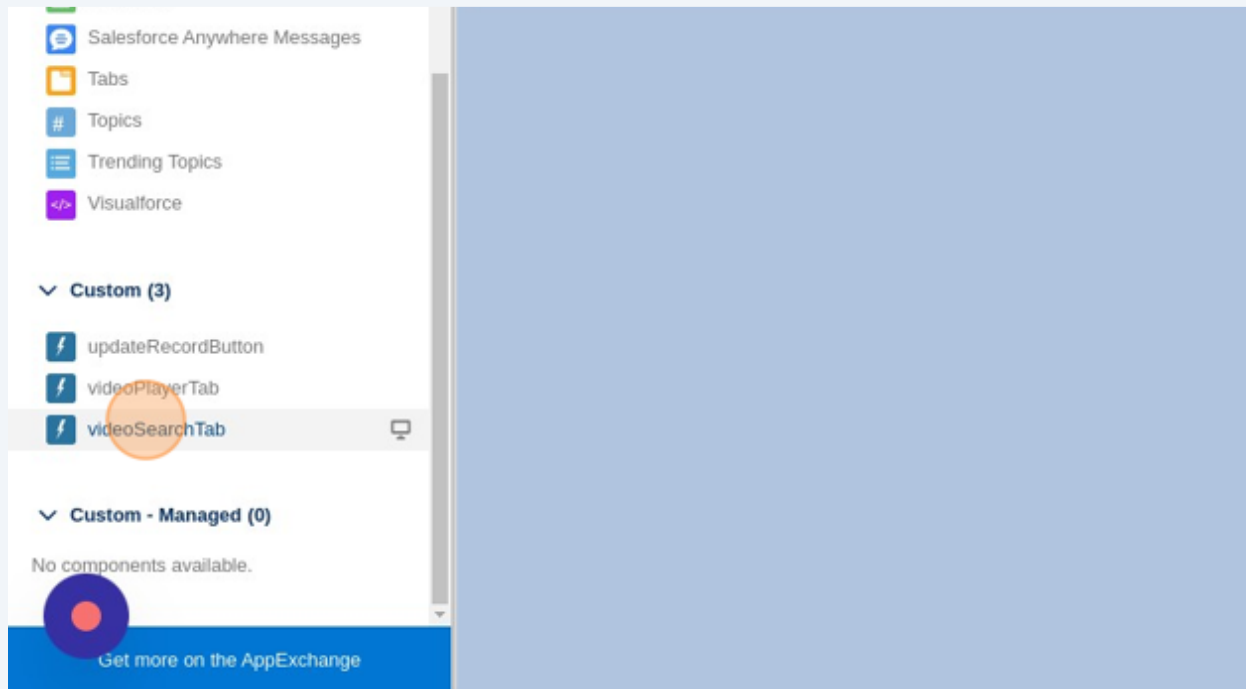 Salesforce Anywhere Messages
Tabs
# Topics
Trending Topics
</> Visualforce
Custom (3)
updateRecordButton
videoPlayerTab
videoSearchTab
Custom - Managed (0)
No components available.
Get more on the AppExchange